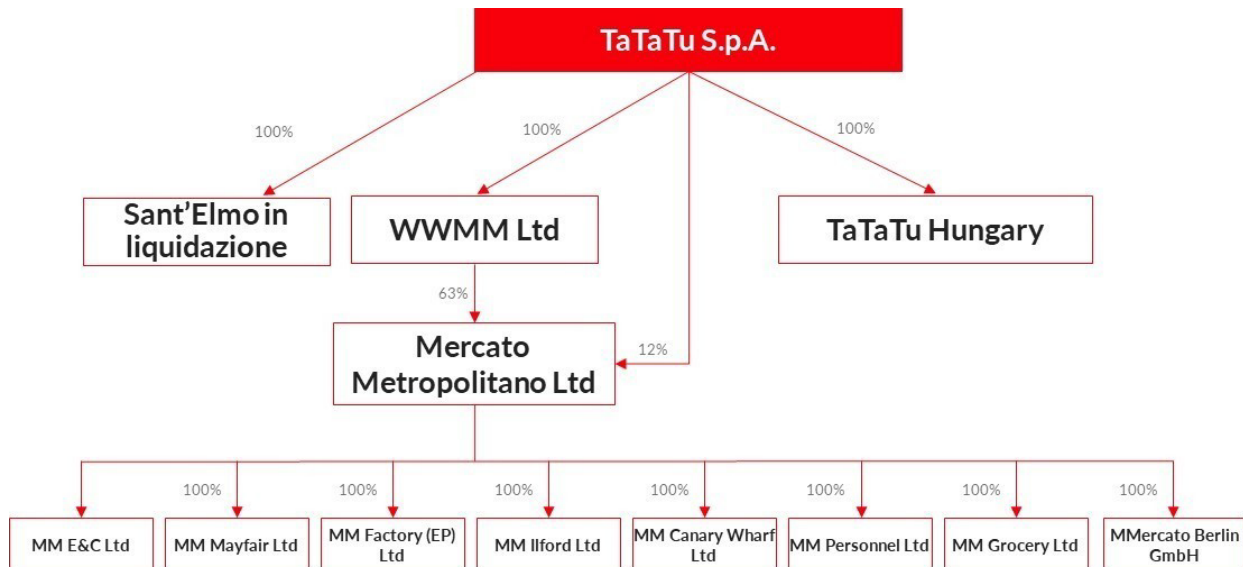 TaTaTu S.p.A.
100%
100%
100%
Sant'Elmo in
liquidazione
WWMM Ltd
TaTaTu Hungary
63%
Mercato
Metropolitano Ltd
12%
100%
100%
100%
100%
100%
100%
100%
MM E&C Ltd
MM Mayfair Ltd
MM Factory (EP)
Ltd
MM Ilford Ltd
MM Canary Wharf
Ltd
MM Personnel Ltd
MM Grocery Ltd
MMercato Berlin
GmbH